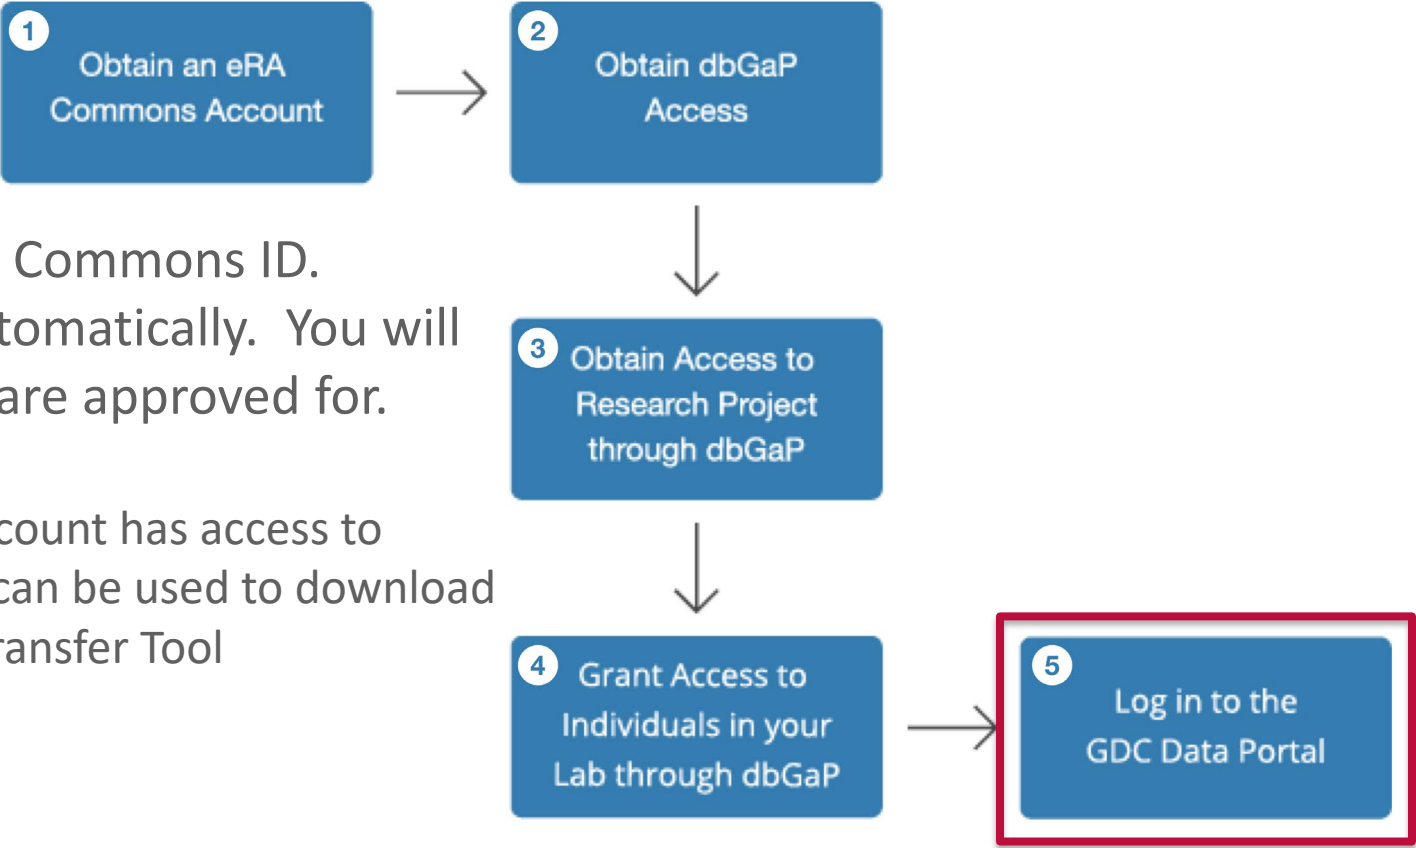 1
Obtain an eRA
Commons Account
2
Obtain dbGaP
Access
Commons ID.
tomatically. You will
are approved for.
3
Obtain Access to
Research Project
through dbGaP
count has access to
can be used to download
ransfer Tool
4
Grant Access to
Individuals in your
Lab through dbGaP
5
Log in to the
GDC Data Portal